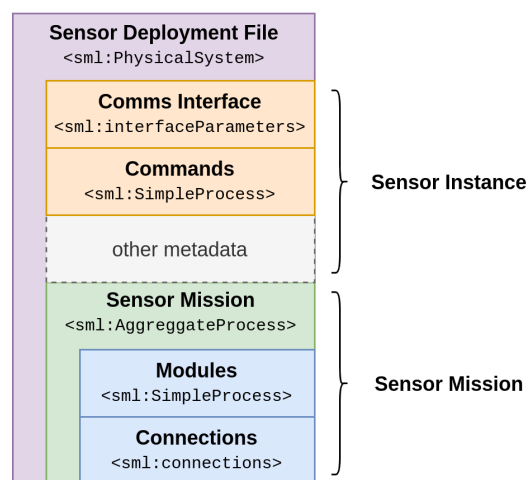 Sensor Deployment File
<sml:PhysicalSystem>
Comms Interface
<sml:interfaceParameters>
Commands
<sml:SimpleProcess>
other metadata
Sensor Instance
Sensor Mission
<sml:AggreggateProcess>
Modules
<sml:SimpleProcess>
Connections
<sml:connections>
Sensor Mission